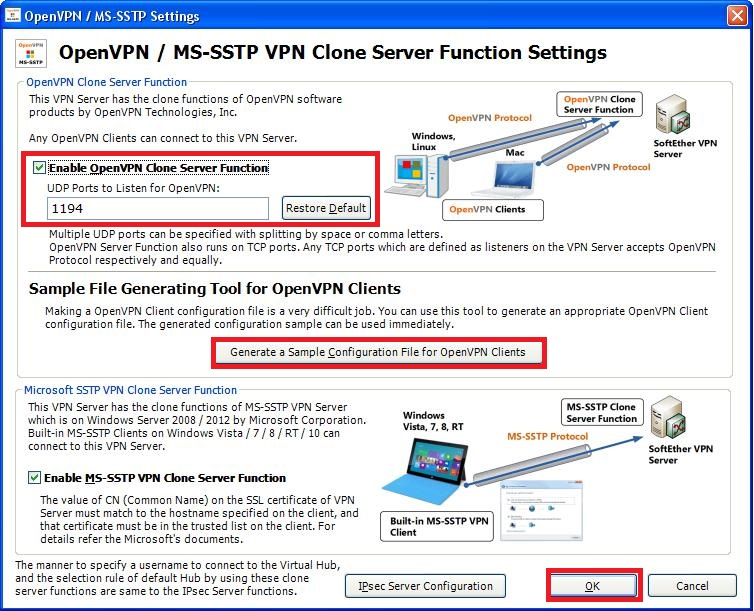 OpenVPN / MS-SSTP Settings
OpenVPN
MS-SSTP
OpenVPN / MS-SSTP VPN Clone Server Function Settings
OpenVPN Clone Server Function
This VPN Server has the clone functions of OpenVPN software
products by OpenVPN Technologies, Inc.
Any OpenVPN Clients can connect to this VPN Server.
Enable OpenVPN Clone Server Function
UDP Ports to Listen for OpenVPN:
1194
Restore Default
OpenVPN Protocol
OpenVPN Clone
Server Function
Windows,
Linux
Mac
SoftEther VPN
Server
OpenVPN Protocol
OpenVPN Clients
Multiple UDP ports can be specified with splitting by space or comma letters.
OpenVPN Server Function also runs on TCP ports. Any TCP ports which are defined as listeners on the VPN Server accepts OpenVPN
Protocol respectively and equally.
Sample File Generating Tool for OpenVPN Clients
Making a OpenVPN Client configuration file is a very difficult job. You can use this tool to generate an appropriate OpenVPN Client
configuration file. The generated configuration sample can be used immediately.
Generate a Sample Configuration File for OpenVPN Clients
Microsoft SSTP VPN Clone Server Function
This VPN Server has the clone functions of MS-SSTP VPN Server
which is on Windows Server 2008 / 2012 by Microsoft Corporation.
Built-in MS-SSTP Clients on Windows Vista / 7 / 8 / RT / 10 can
connect to this VPN Server.
Enable MS-SSTP VPN Clone Server Function
The value of CN (Common Name) on the SSL certificate of VPN
Server must match to the hostname specified on the client, and
that certificate must be in the trusted list on the client. For
details refer the Microsoft's documents.
Windows
Vista, 7, 8, RT
MS-SSTP Clone
Server Function
MS-SSTP Protocol
SoftEther VPN
Server
Built-in MS-SSTP VPN
Client
The manner to specify a username to connect to the Virtual Hub,
and the selection rule of default Hub by using these clone
server functions are same to the IPsec Server functions.
IPsec Server Configuration
OK
Cancel